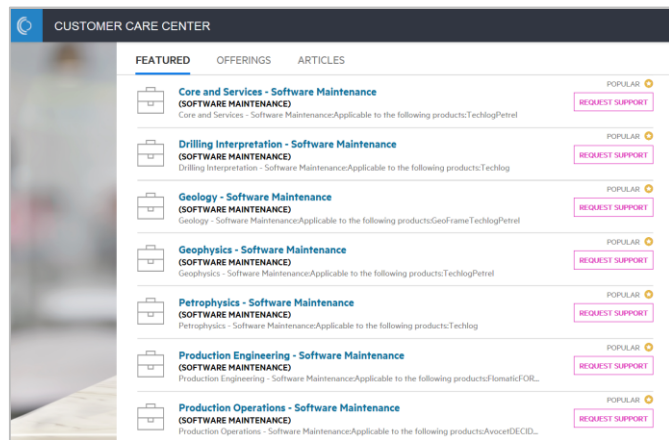 CUSTOMER CARE CENTER
FEATURED OFFERINGS ARTICLES
POPULAR
Core and Services - Software Maintenance
(SOFTWARE MAINTENANCE)
REQUEST SUPPORT
Core and Services - Software Maintenance:Applicable to the following products:TechlogPetrel
POPULAR
Drilling Interpretation - Software Maintenance
(SOFTWARE MAINTENANCE)
REQUEST SUPPORT
Drilling Interpretation - Software Maintenance:Applicable to the following products:Techlog
POPULAR
Geology - Software Maintenance
(SOFTWARE MAINTENANCE)
REQUEST SUPPORT
Geology - Software Maintenance:Applicable to the following products:GeoFrameTechlogPetrel
POPULAR
Geophysics - Software Maintenance
(SOFTWARE MAINTENANCE)
REQUEST SUPPORT
Geophysics - Software Maintenance:Applicable to the following products:TechlogPetrel
POPULAR
Petrophysics - Software Maintenance
(SOFTWARE MAINTENANCE)
REQUEST SUPPORT
Petrophysics - Software Maintenance:Applicable to the following products:Techlog
POPULAR
Production Engineering - Software Maintenance
(SOFTWARE MAINTENANCE)
REQUEST SUPPORT
Production Engineering - Software Maintenance:Applicable to the following products:FlomaticFOR...
POPULAR
Production Operations - Software Maintenance
(SOFTWARE MAINTENANCE)
REQUEST SUPPORT
Production Operations - Software Maintenance:Applicable to the following products:AvocetDECID...